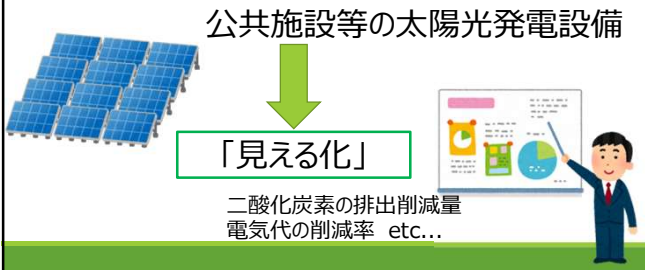 公共施設等の太陽光発電設備
「見える化」
二酸化炭素の排出削減量
電気代の削減率 etc…